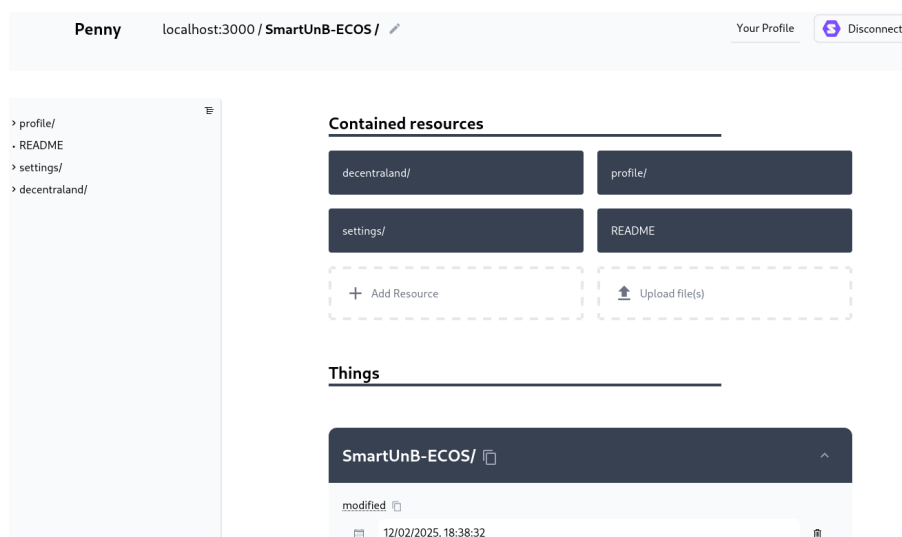 Penny
localhost:3000 / SmartUnB-ECOS /
Your Profile
Disconnect
profile/
README
settings/
decentraland/
Contained resources
decentraland/
profile/
settings/
README
Add Resource
Upload file(s)
Things
SmartUnB-ECOS/
modified
12/02/2025, 18:38:32